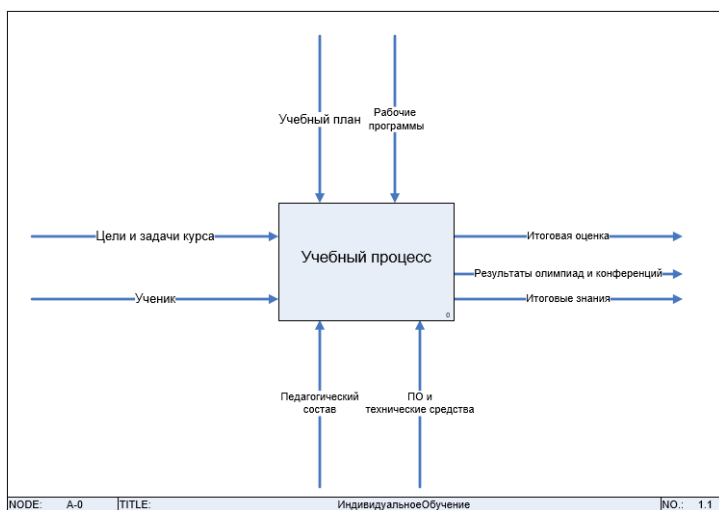 Учебный план
Рабочие
программы
Цели и задачи курса
Ученик
Учебный процесс
0
Итоговая оценка
Результаты олимпиад и конференций
Итоговые знания
Педагогический
состав
ПО и
технические средства
NODE: A-0 TITLE: ИндивидуальноеОбучение NO.: 1.1